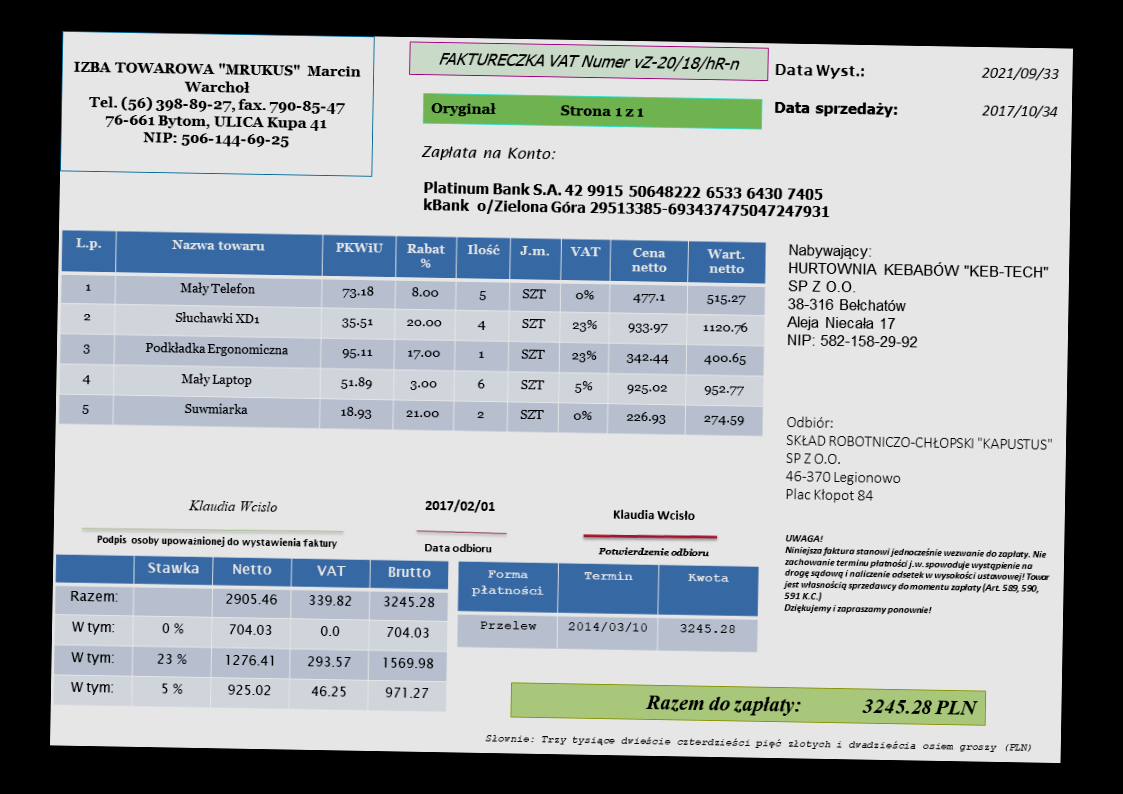 IZBA TOWAROWA "MRUKUS" Marcin
Warchoł
Tel. (56) 398-89-27, fax. 790-85-47
76-661 Bytom, ULICA Kupa 41
NIP: 506-144-69-25
FAKTURECZKA VAT Numer vZ-20/18/hR-n
Oryginał Strona 1 z 1
Data Wyst.: 2021/09/33
Data sprzedaży: 2017/10/34
Zapłata na Konto:
Platinum Bank S.A. 42 9915 50648222 6533 6430 7405
kBank o/Zielona Góra 29513385-693437475047247931
L.p. Nazwa towaru PKWiU Rabat % Ilość J.m. VAT Cena netto Wart. netto
1 Mały Telefon 73.18 8.00 5 SZT 0% 477.1 515.27
2 Słuchawki XD1 35.51 20.00 4 SZT 23% 933.97 1120.76
3 Podkładka Ergonomiczna 95.11 17.00 1 SZT 23% 342.44 400.65
4 Mały Laptop 51.89 3.00 6 SZT 5% 925.02 952.77
5 Suwmiarka 18.93 21.00 2 SZT 0% 226.93 274.59
Nabywający:
HURTOWNIA KEBABÓW "KEB-TECH"
SP Z O.O.
38-316 Bełchatów
Aleja Niecała 17
NIP: 582-158-29-92
Odbiór:
SKŁAD ROBOTNICZO-CHŁOPSKI "KAPUSTUS"
SP Z O.O.
46-370 Legionowo
Plac Kłopot 84
Klaudia Wcisło
Podpis osoby upoważnionej do wystawienia faktury
2017/02/01
Data odbioru
Klaudia Wcisło
Potwierdzenie odbioru
UWAGA!
Niniejsza faktura stanowi jednocześnie wezwanie do zapłaty. Nie
zachowanie terminu płatności j.w. spowoduje wystąpienie na
drogę sądową i naliczenie odsetek w wysokości ustawowej! Towar
jest własnością sprzedawcy do momentu zapłaty (Art. 589, 590,
591 K.C.)
Dziękujemy i zapraszamy ponownie!
Stawka Netto VAT Brutto
Razem: 2905.46 339.82 3245.28
W tym: 0 % 704.03 0.0 704.03
W tym: 23 % 1276.41 293.57 1569.98
W tym: 5 % 925.02 46.25 971.27
Forma płatności Termin Kwota
Przelew 2014/03/10 3245.28
Razem do zapłaty: 3245.28 PLN
Słownie: Trzy tysiące dwieście czterdzieści pięć złotych i dwadzieścia osiem groszy (PLN)